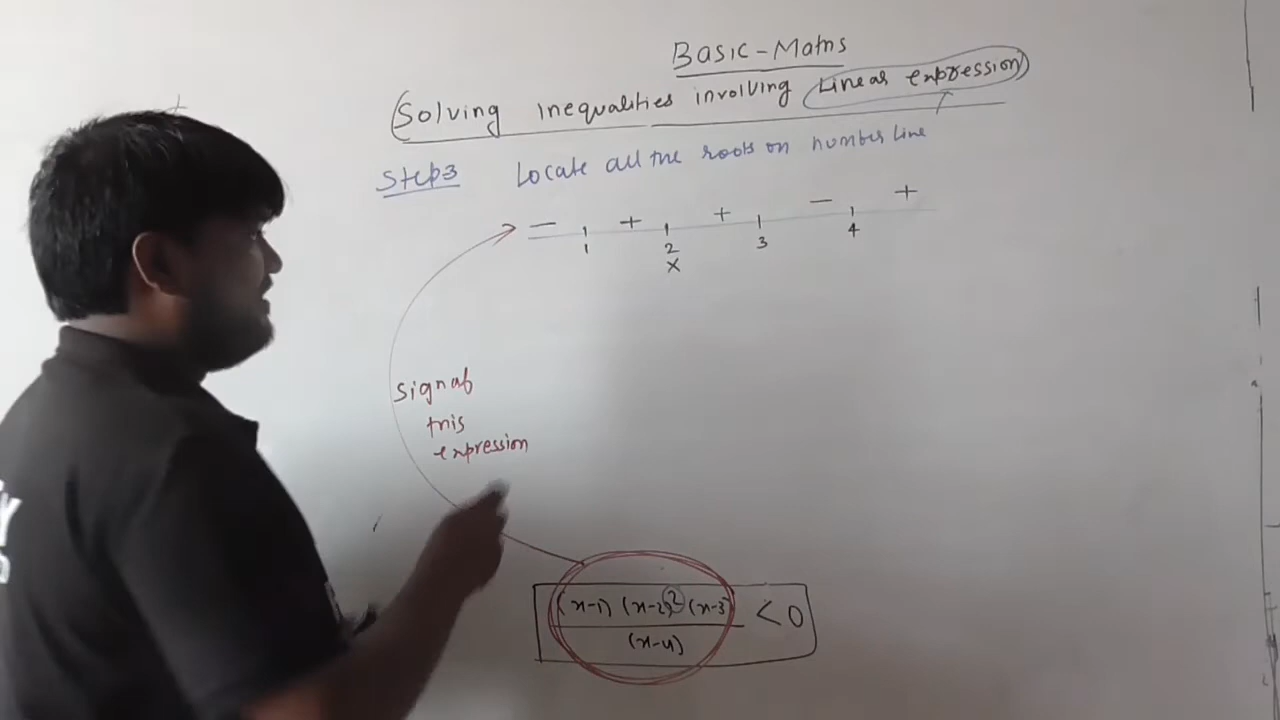 Basic-Maths
(Solving inequalities involving (Linear expression)
Step3 Locate all the roots on number line
— + + — +
1 2 3 4
X
sign of
this
expression
(x-1) (x-2)² (x-3)
< 0
(x-4)
Y